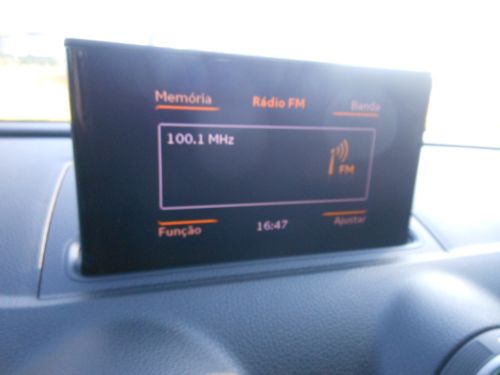 Memória Rádio FM Banda
100.1 MHz
FM
Função 16:47 Ajustar